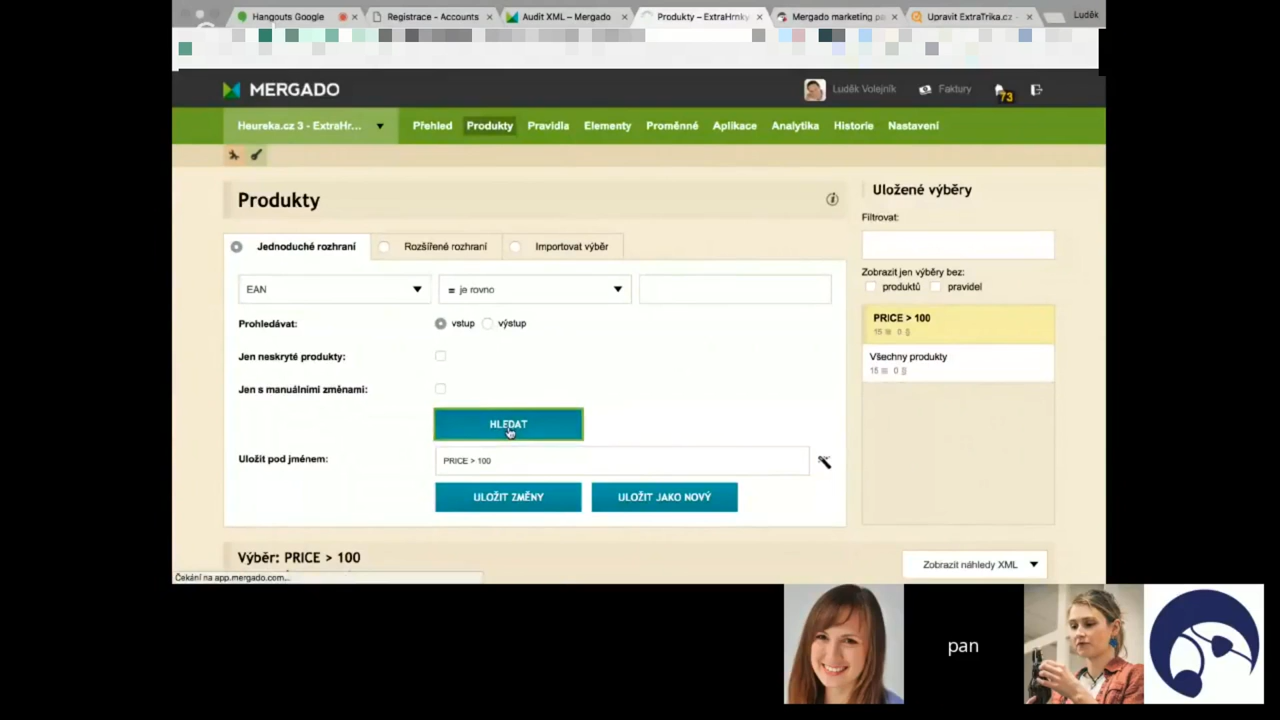 Hangouts Google
Registrace - Accounts
Audit XML – Mergado
Produkty – ExtraHrnky
Mergado marketing pa
Upravit ExtraTrika.cz -
Luděk
MERGADO
Luděk Volejník
Faktury
73
Heureka.cz 3 - ExtraHr...
Přehled
Produkty
Pravidla
Elementy
Proměnné
Aplikace
Analytika
Historie
Nastavení
Produkty
Jednoduché rozhraní
Rozšířené rozhraní
Importovat výběr
EAN
= je rovno
Prohledávat:
vstup
výstup
Jen neskryté produkty:
Jen s manuálními změnami:
HLEDAT
Uložit pod jménem:
PRICE > 100
ULOŽIT ZMĚNY
ULOŽIT JAKO NOVÝ
Výběr: PRICE > 100
Zobrazit náhledy XML
Čekání na app.mergado.com...
Uložené výběry
Filtrovat:
Zobrazit jen výběry bez:
produktů
pravidel
PRICE > 100
15 0
Všechny produkty
15 0
pan